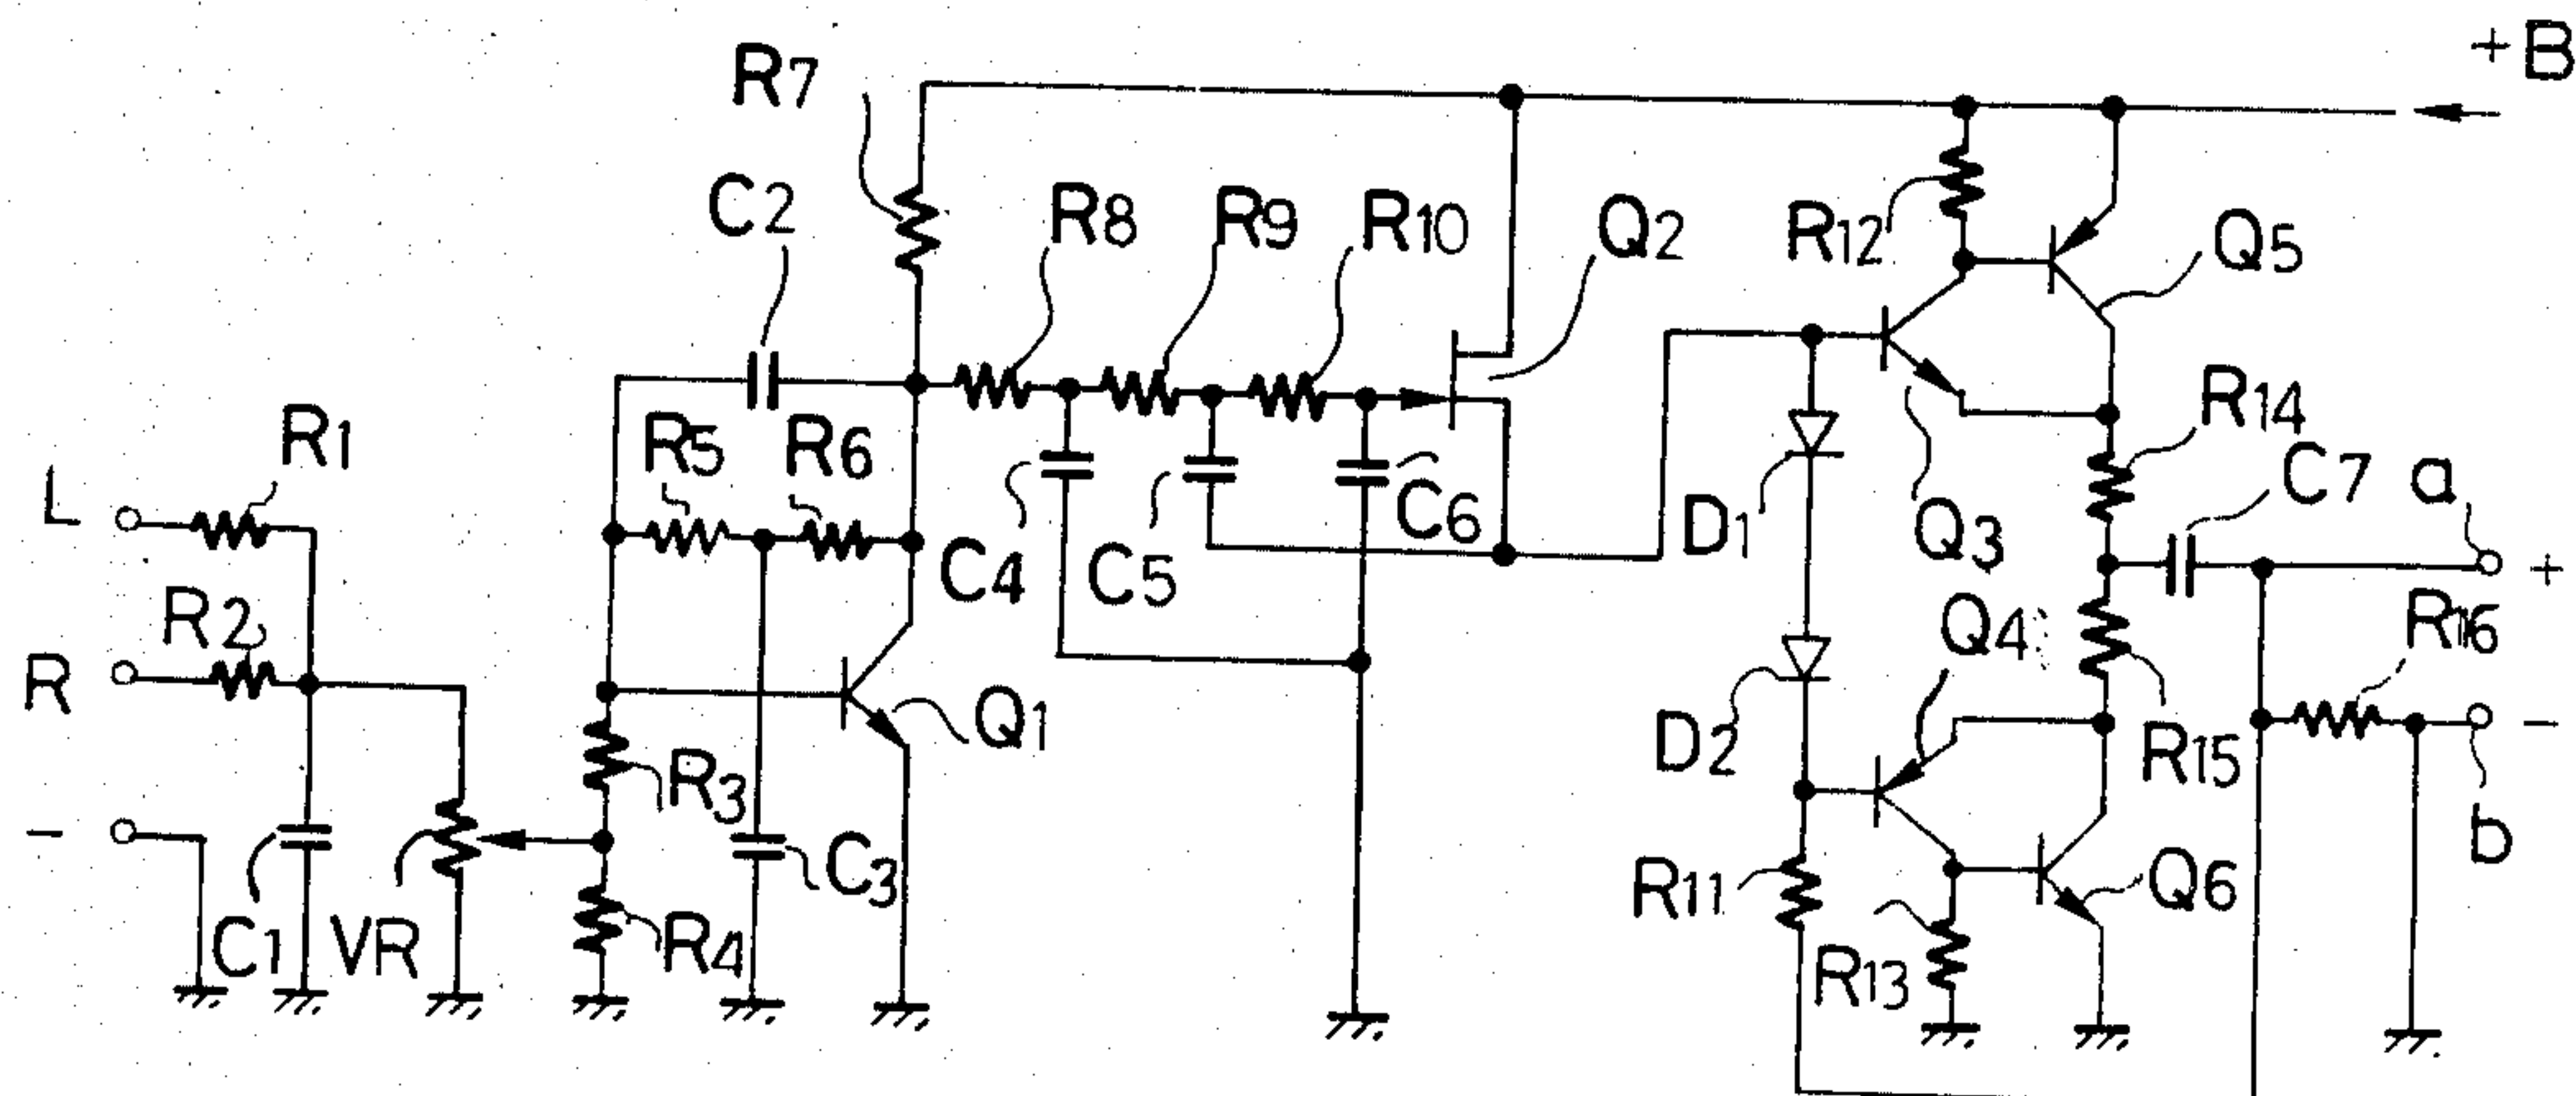 +B
R7
C2
R8
R9
R10
Q2
R12
Q5
R1
L
R5
R6
R14
C7
a
+
C4
C5
C6
D1
Q3
R2
R
Q4
R16
Q1
D2
R15
-
R3
-
C3
b
C1
VR
R4
R11
R13
Q6